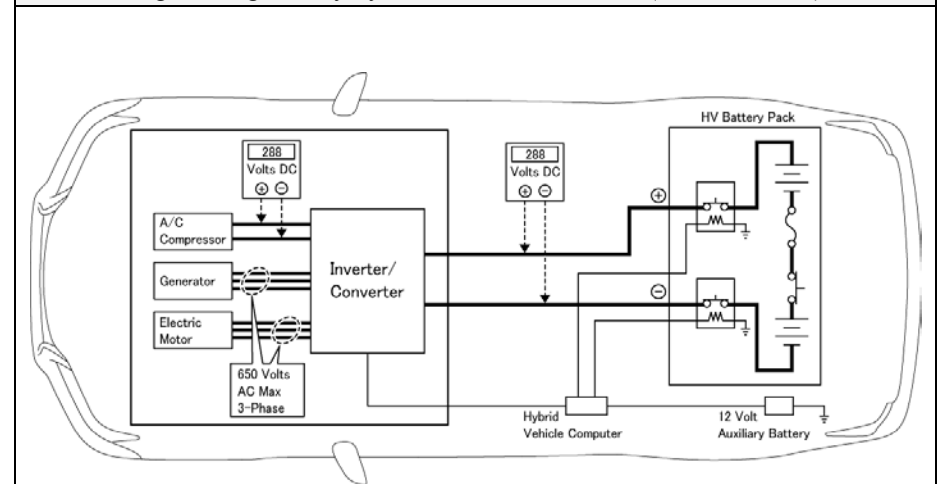 HV Battery Pack
288
Volts DC
⊕ ⊖
288
Volts DC
⊕ ⊖
A/C
Compressor
Generator
Electric
Motor
Inverter/
Converter
⊕
⊖
650 Volts
AC Max
3-Phase
Hybrid
Vehicle Computer
12 Volt
Auxiliary Battery